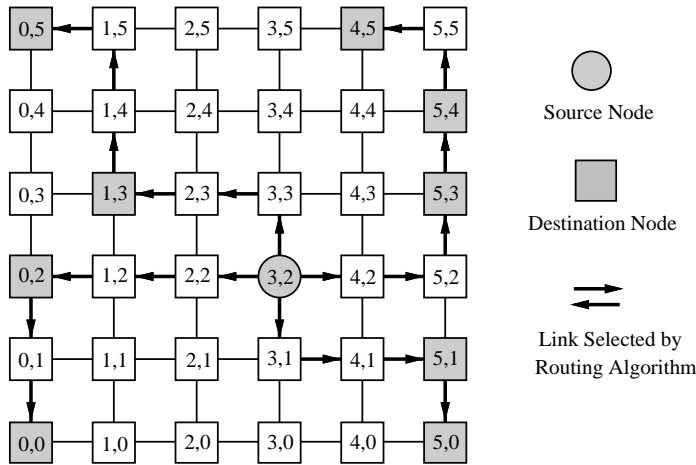 0,5 1,5 2,5 3,5 4,5 5,5
0,4 1,4 2,4 3,4 4,4 5,4
0,3 1,3 2,3 3,3 4,3 5,3
0,2 1,2 2,2 3,2 4,2 5,2
0,1 1,1 2,1 3,1 4,1 5,1
0,0 1,0 2,0 3,0 4,0 5,0
Source Node
Destination Node
Link Selected by
Routing Algorithm